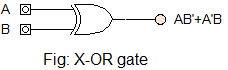 A
B
AB'+A'B
Fig: X-OR gate